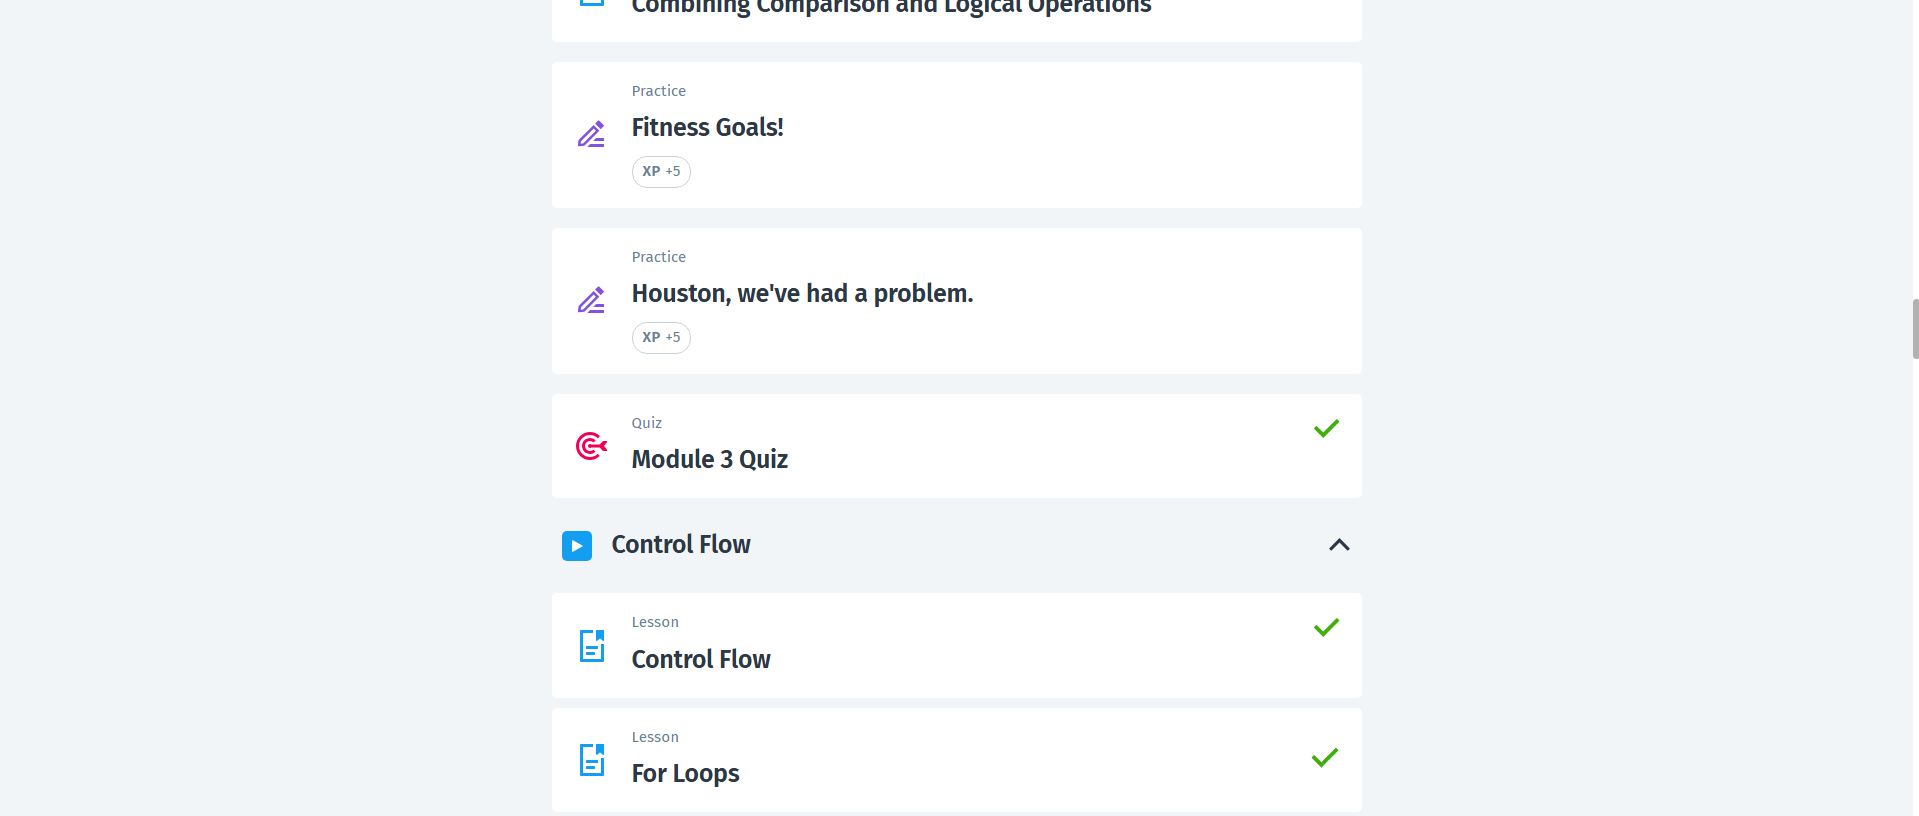 Combining Comparison and Logical Operations
Practice
Fitness Goals!
XP +5
Practice
Houston, we've had a problem.
XP +5
Quiz
Module 3 Quiz
Control Flow
Lesson
Control Flow
Lesson
For Loops